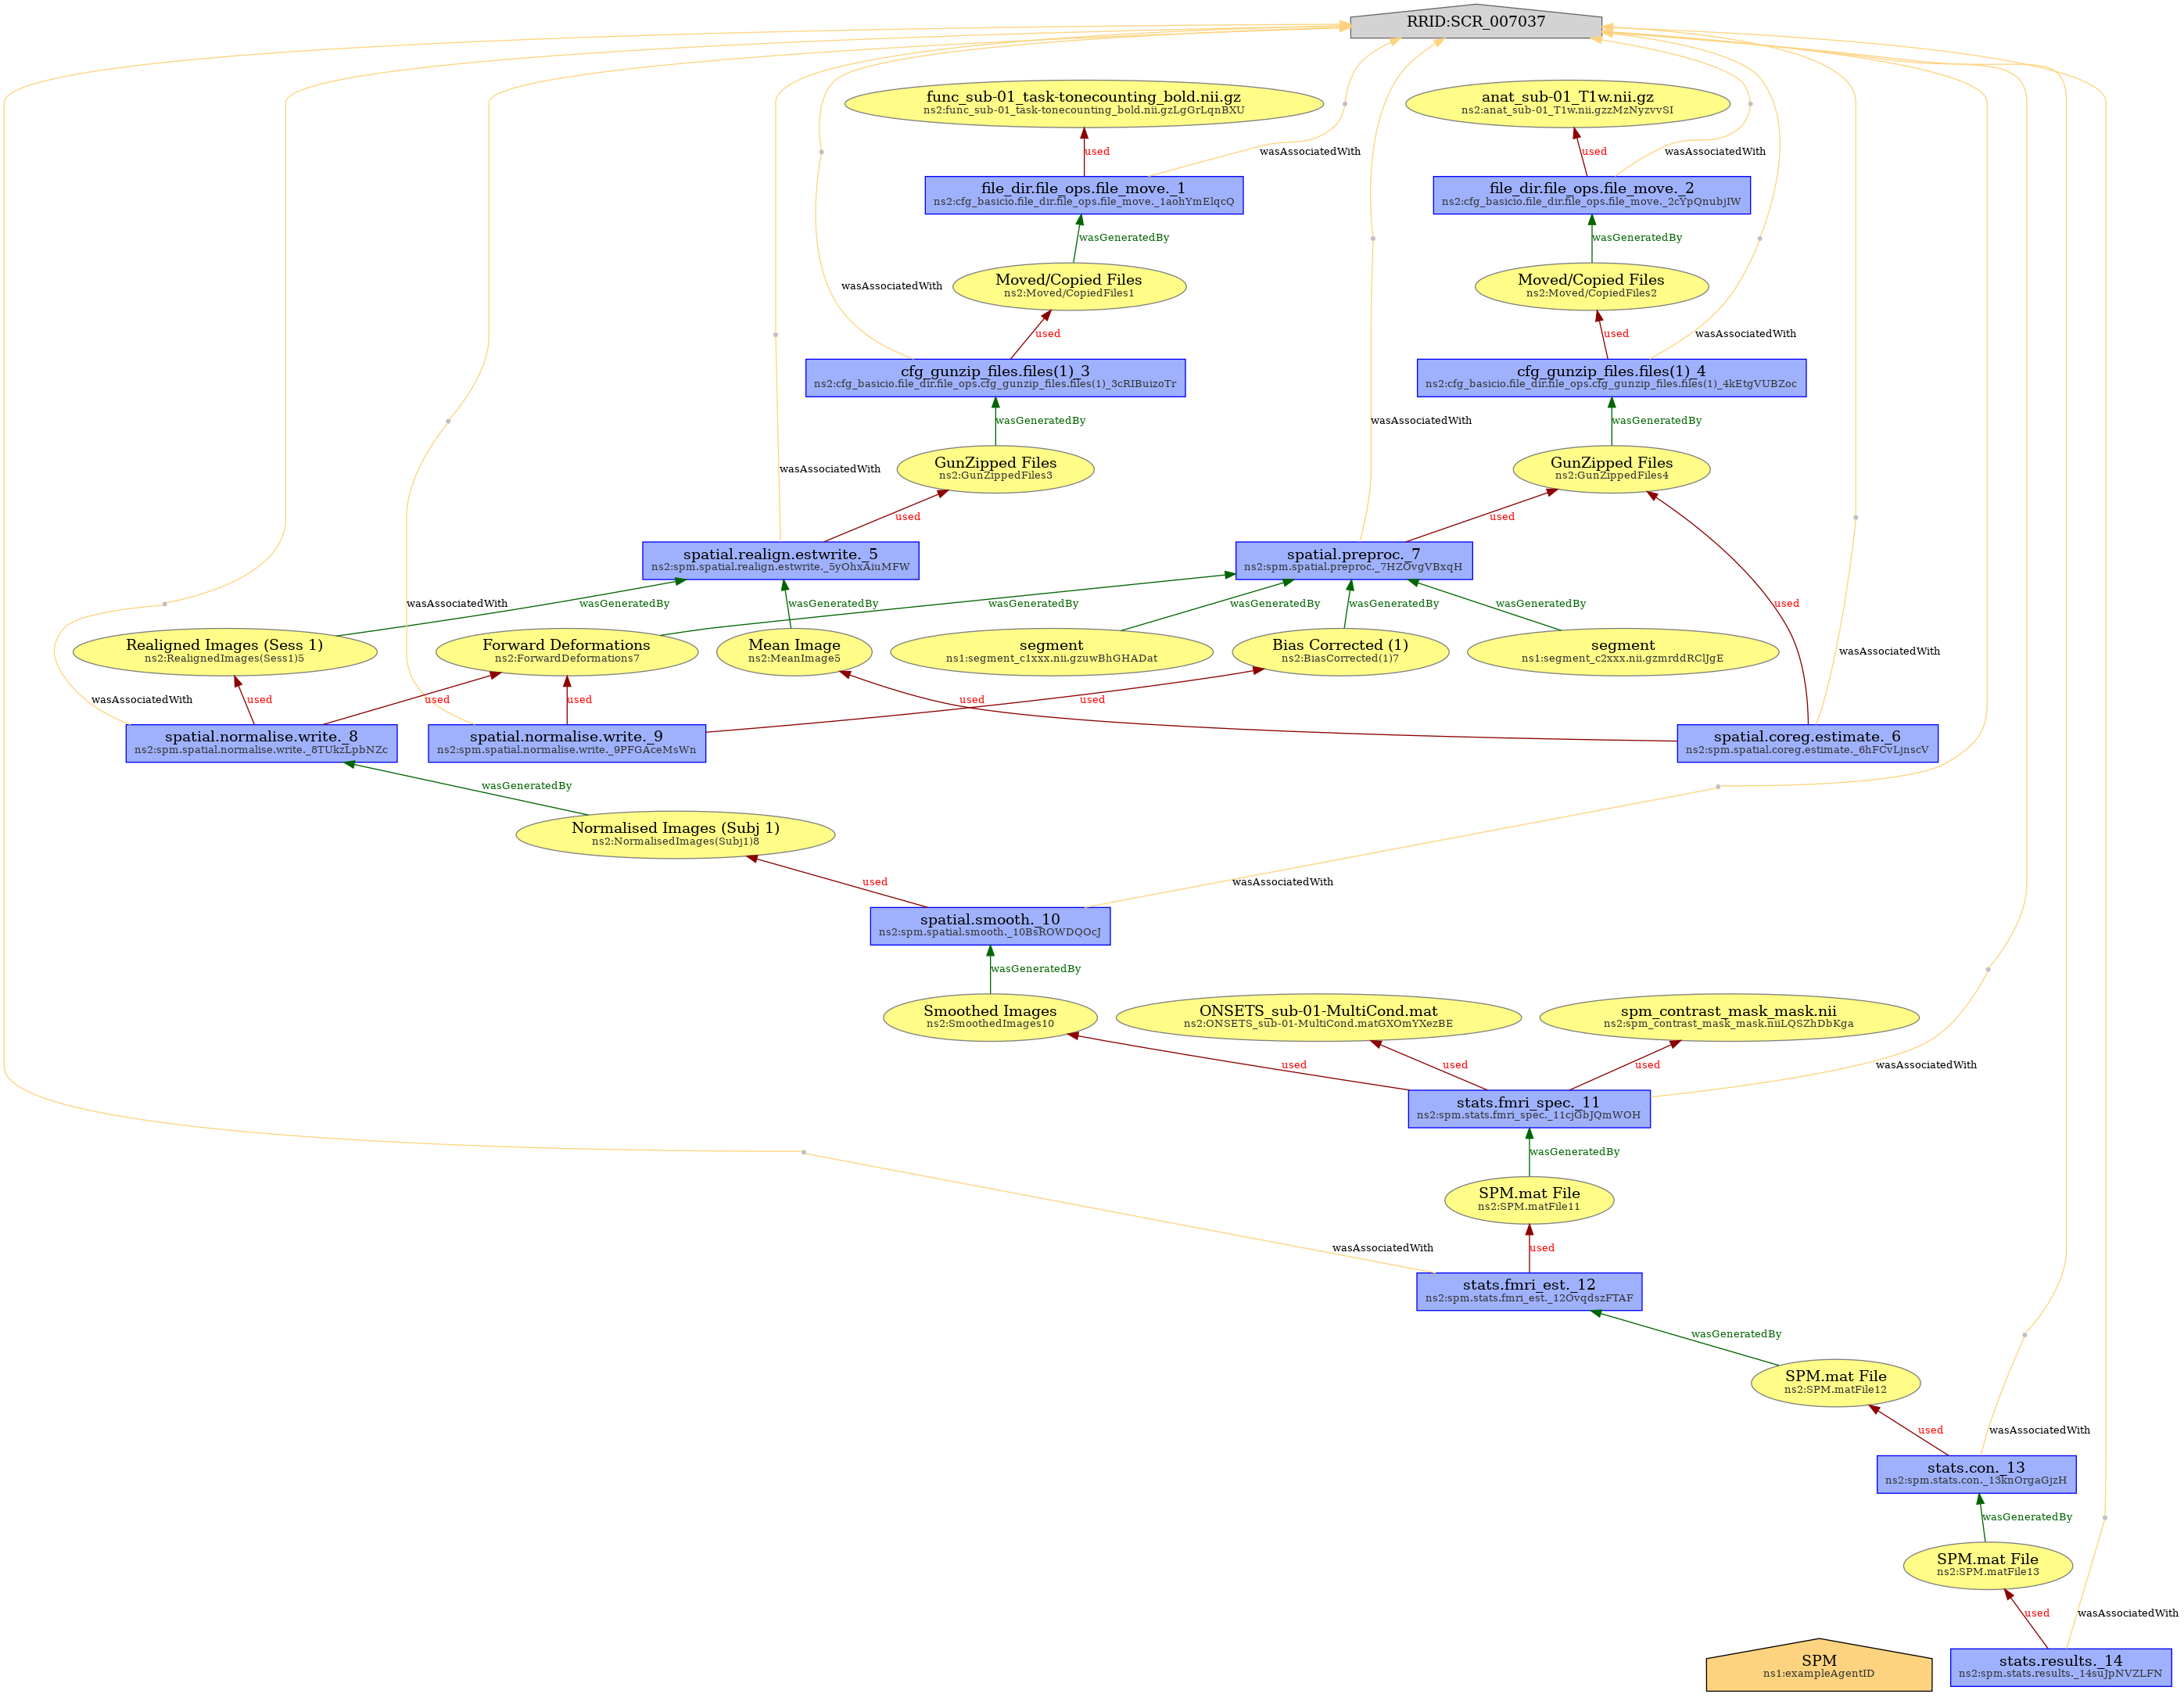 RRID:SCR_007037
func_sub-01_task-tonecounting_bold.nii.gz
ns2:func_sub-01_task-tonecounting_bold.nii.gzLgGrLqnBXU
anat_sub-01_T1w.nii.gz
ns2:anat_sub-01_T1w.nii.gzzMzNyzvvSI
used
wasAssociatedWith
used
wasAssociatedWith
file_dir.file_ops.file_move._1
ns2:cfg_basicio.file_dir.file_ops.file_move._1aohYmElqcQ
file_dir.file_ops.file_move._2
ns2:cfg_basicio.file_dir.file_ops.file_move._2cYpQnubjIW
wasGeneratedBy
wasGeneratedBy
Moved/Copied Files
ns2:Moved/CopiedFiles1
Moved/Copied Files
ns2:Moved/CopiedFiles2
wasAssociatedWith
used
used
wasAssociatedWith
cfg_gunzip_files.files(1)_3
ns2:cfg_basicio.file_dir.file_ops.cfg_gunzip_files.files(1)_3cRIBuizoTr
cfg_gunzip_files.files(1)_4
ns2:cfg_basicio.file_dir.file_ops.cfg_gunzip_files.files(1)_4kEtgVUBZoc
wasGeneratedBy
wasAssociatedWith
wasGeneratedBy
wasAssociatedWith
GunZipped Files
ns2:GunZippedFiles3
GunZipped Files
ns2:GunZippedFiles4
used
used
spatial.realign.estwrite._5
ns2:spm.spatial.realign.estwrite._5yOhxAiuMFW
spatial.preproc._7
ns2:spm.spatial.preproc._7HZOvgVBxqH
wasAssociatedWith
wasGeneratedBy
wasGeneratedBy
wasGeneratedBy
wasGeneratedBy
wasGeneratedBy
wasGeneratedBy
used
Realigned Images (Sess 1)
ns2:RealignedImages(Sess1)5
Forward Deformations
ns2:ForwardDeformations7
Mean Image
ns2:MeanImage5
segment
ns1:segment_c1xxx.nii.gzuwBhGHADat
Bias Corrected (1)
ns2:BiasCorrected(1)7
segment
ns1:segment_c2xxx.nii.gzmrddRClJgE
wasAssociatedWith
wasAssociatedWith
used
used
used
used
used
spatial.normalise.write._8
ns2:spm.spatial.normalise.write._8TUkzLpbNZc
spatial.normalise.write._9
ns2:spm.spatial.normalise.write._9PFGAceMsWn
spatial.coreg.estimate._6
ns2:spm.spatial.coreg.estimate._6hFCvLjnscV
wasGeneratedBy
Normalised Images (Subj 1)
ns2:NormalisedImages(Subj1)8
used
wasAssociatedWith
spatial.smooth._10
ns2:spm.spatial.smooth._10BsROWDQOcJ
wasGeneratedBy
Smoothed Images
ns2:SmoothedImages10
ONSETS_sub-01-MultiCond.mat
ns2:ONSETS_sub-01-MultiCond.matGXOmYXezBE
spm_contrast_mask_mask.nii
ns2:spm_contrast_mask_mask.niiLQSZhDbKga
used
used
used
wasAssociatedWith
stats.fmri_spec._11
ns2:spm.stats.fmri_spec._11cjGbJQmWOH
wasGeneratedBy
SPM.mat File
ns2:SPM.matFile11
wasAssociatedWith
used
stats.fmri_est._12
ns2:spm.stats.fmri_est._12OvqdszFTAF
wasGeneratedBy
SPM.mat File
ns2:SPM.matFile12
used
wasAssociatedWith
stats.con._13
ns2:spm.stats.con._13knOrgaGjzH
wasGeneratedBy
SPM.mat File
ns2:SPM.matFile13
used
wasAssociatedWith
SPM
ns1:exampleAgentID
stats.results._14
ns2:spm.stats.results._14suJpNVZLFN